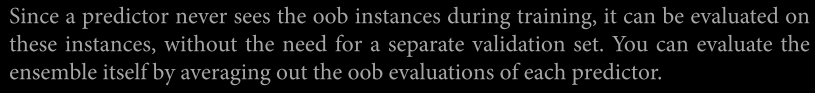 Since a predictor never sees the oob instances during training, it can be evaluated on
these instances, without the need for a separate validation set. You can evaluate the
ensemble itself by averaging out the oob evaluations of each predictor.